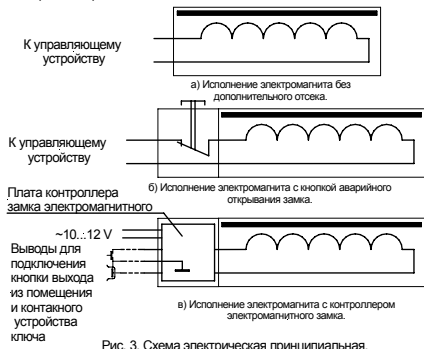 К управляющему
устройству
а) Исполнение электромагнита без
дополнительного отсека.
К управляющему
устройству
б) Исполнение электромагнита с кнопкой аварийного
открывания замка.
Плата контроллера
замка электромагнитного
~10...12 V
Выводы для
подключения
кнопки выхода
из помещения
и контакного
устройства
ключа
в) Исполнение электромагнита с контроллером
электромагнитного замка.
Рис. 3. Схема электрическая принципиальная.